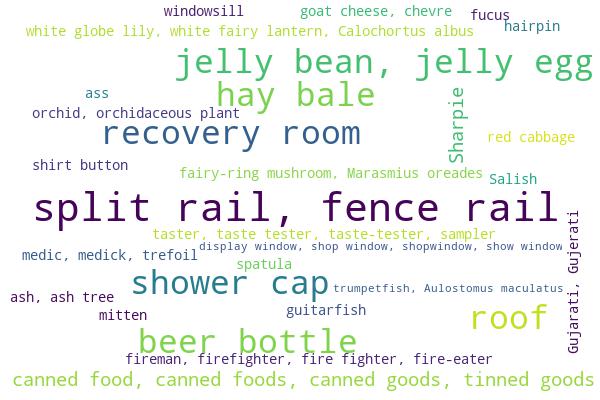 windowsill
goat cheese, chevre
fucus
white globe lily, white fairy lantern, Calochortus albus
hairpin
jelly bean, jelly egg
ass
hay bale
Sharpie
orchid, orchidaceous plant
recovery room
red cabbage
shirt button
fairy-ring mushroom, Marasmius oreades
Salish
split rail, fence rail
Gujarati, Gujerati
taster, taste tester, taste-tester, sampler
display window, shop window, shopwindow, show window
medic, medick, trefoil
spatula
shower cap
trumpetfish, Aulostomus maculatus
ash, ash tree
mitten
guitarfish
roof
beer bottle
fireman, firefighter, fire fighter, fire-eater
canned food, canned foods, canned goods, tinned goods